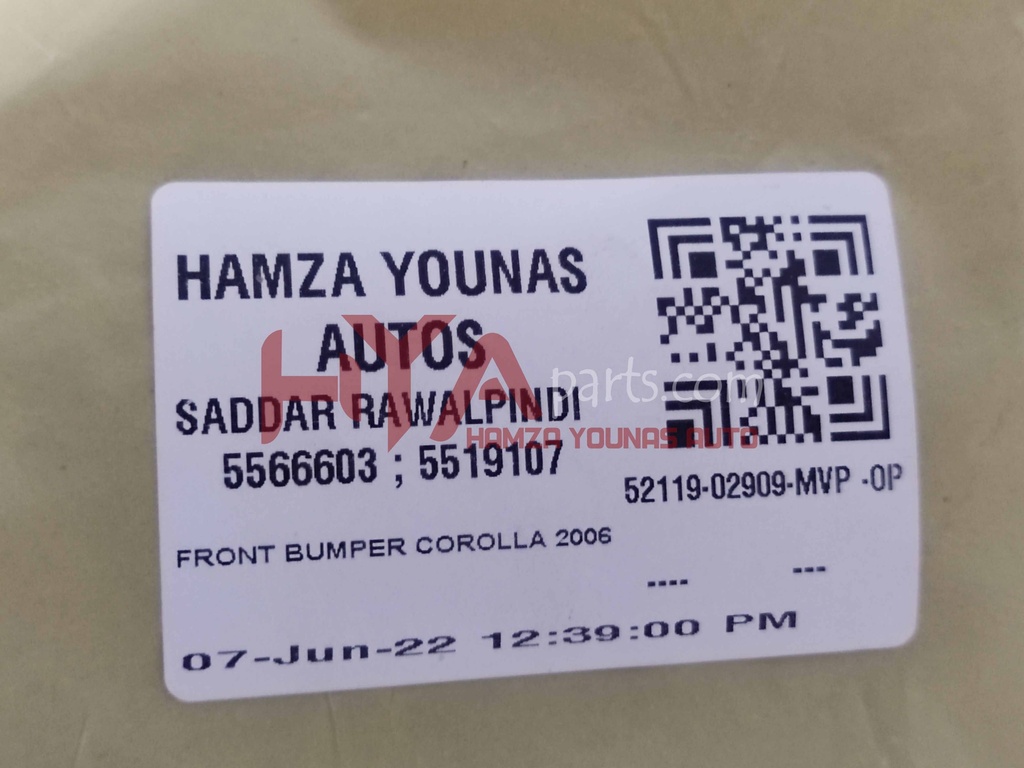 HAMZA YOUNAS
AUTOS
SADDAR RAWALPINDI
5566603 ; 5519107
52119-02909-MVP -OP
FRONT BUMPER COROLLA 2006
.... ---
07-Jun-22 12:39:00 PM
HYA parts.com
HAMZA YOUNAS AUTO